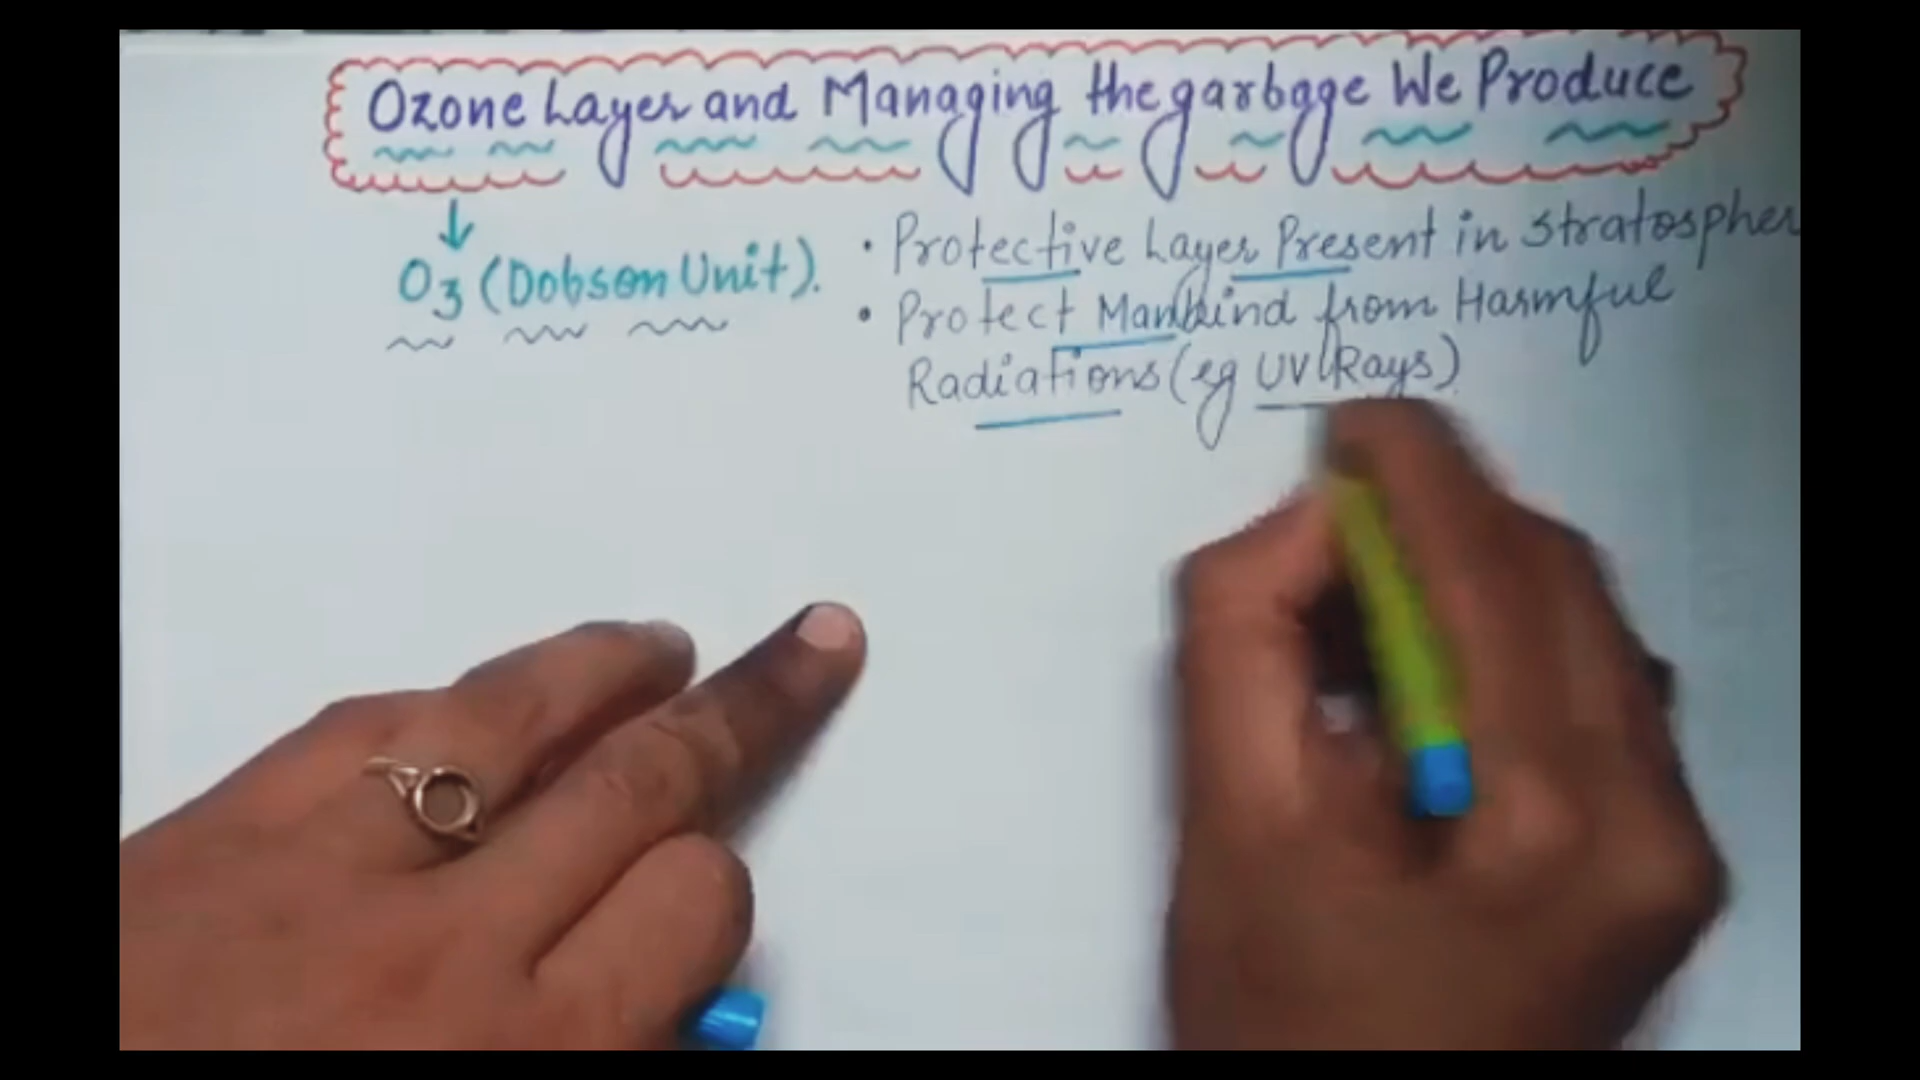 Ozone Layer and Managing the garbage We Produce
O3 (Dobson Unit).
• Protective Layer Present in Stratospher
• Protect Mankind from Harmful
Radiations (eg UV Rays)